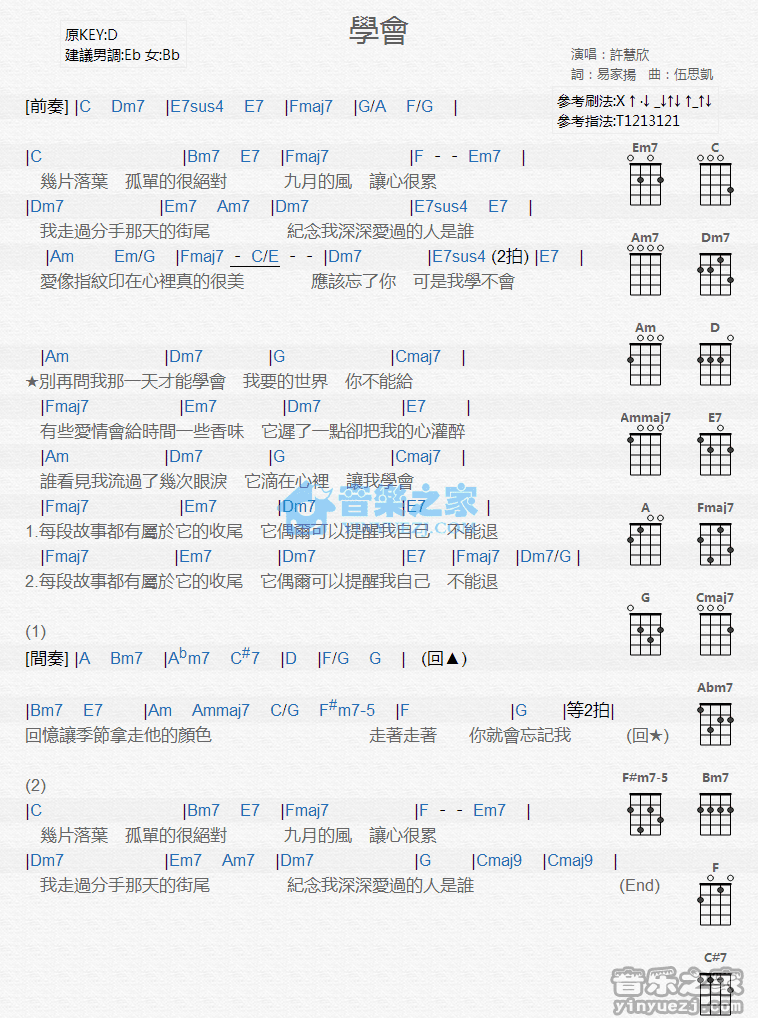 學會
原KEY:D
建議男調:Eb 女:Bb
演唱：許慧欣
詞：易家揚　曲：伍思凱
參考刷法:X↑·↓ _↓↑↓ ↑_↑↓
參考指法:T1213121
[前奏] |C Dm7 |E7sus4 E7 |Fmaj7 |G/A F/G |
|C |Bm7 E7 |Fmaj7 |F - - Em7 |
幾片落葉　孤單的很絕對　九月的風　讓心很累
|Dm7 |Em7 Am7 |Dm7 |E7sus4 E7 |
我走過分手那天的街尾　紀念我深深愛過的人是誰
|Am Em/G |Fmaj7 - C/E - - |Dm7 |E7sus4 (2拍) |E7 |
愛像指紋印在心裡真的很美　應該忘了你　可是我學不會
|Am |Dm7 |G |Cmaj7 |
★別再問我那一天才能學會　我要的世界　你不能給
|Fmaj7 |Em7 |Dm7 |E7 |
有些愛情會給時間一些香味　它遲了一點卻把我的心灌醉
|Am |Dm7 |G |Cmaj7 |
誰看見我流過了幾次眼淚　它滴在心裡　讓我學會
|Fmaj7 |Em7 |Dm7 |E7 |
1.每段故事都有屬於它的收尾　它偶爾可以提醒我自己　不能退
|Fmaj7 |Em7 |Dm7 |E7 |Fmaj7 |Dm7/G |
2.每段故事都有屬於它的收尾　它偶爾可以提醒我自己　不能退
(1)
[間奏] |A Bm7 |Abm7 C#7 |D |F/G G | (回▲)
|Bm7 E7 |Am Ammaj7 C/G F#m7-5 |F |G |等2拍|
回憶讓季節拿走他的顏色　走著走著　你就會忘記我　(回★)
(2)
|C |Bm7 E7 |Fmaj7 |F - - Em7 |
幾片落葉　孤單的很絕對　九月的風　讓心很累
|Dm7 |Em7 Am7 |Dm7 |G |Cmaj9 |Cmaj9 |
我走過分手那天的街尾　紀念我深深愛過的人是誰　(End)
Em7 C
Am7 Dm7
Am D
Ammaj7 E7
A Fmaj7
G Cmaj7
Abm7
F#m7-5 Bm7
F
C#7
音樂之家
音乐之家
yinyuezj.com